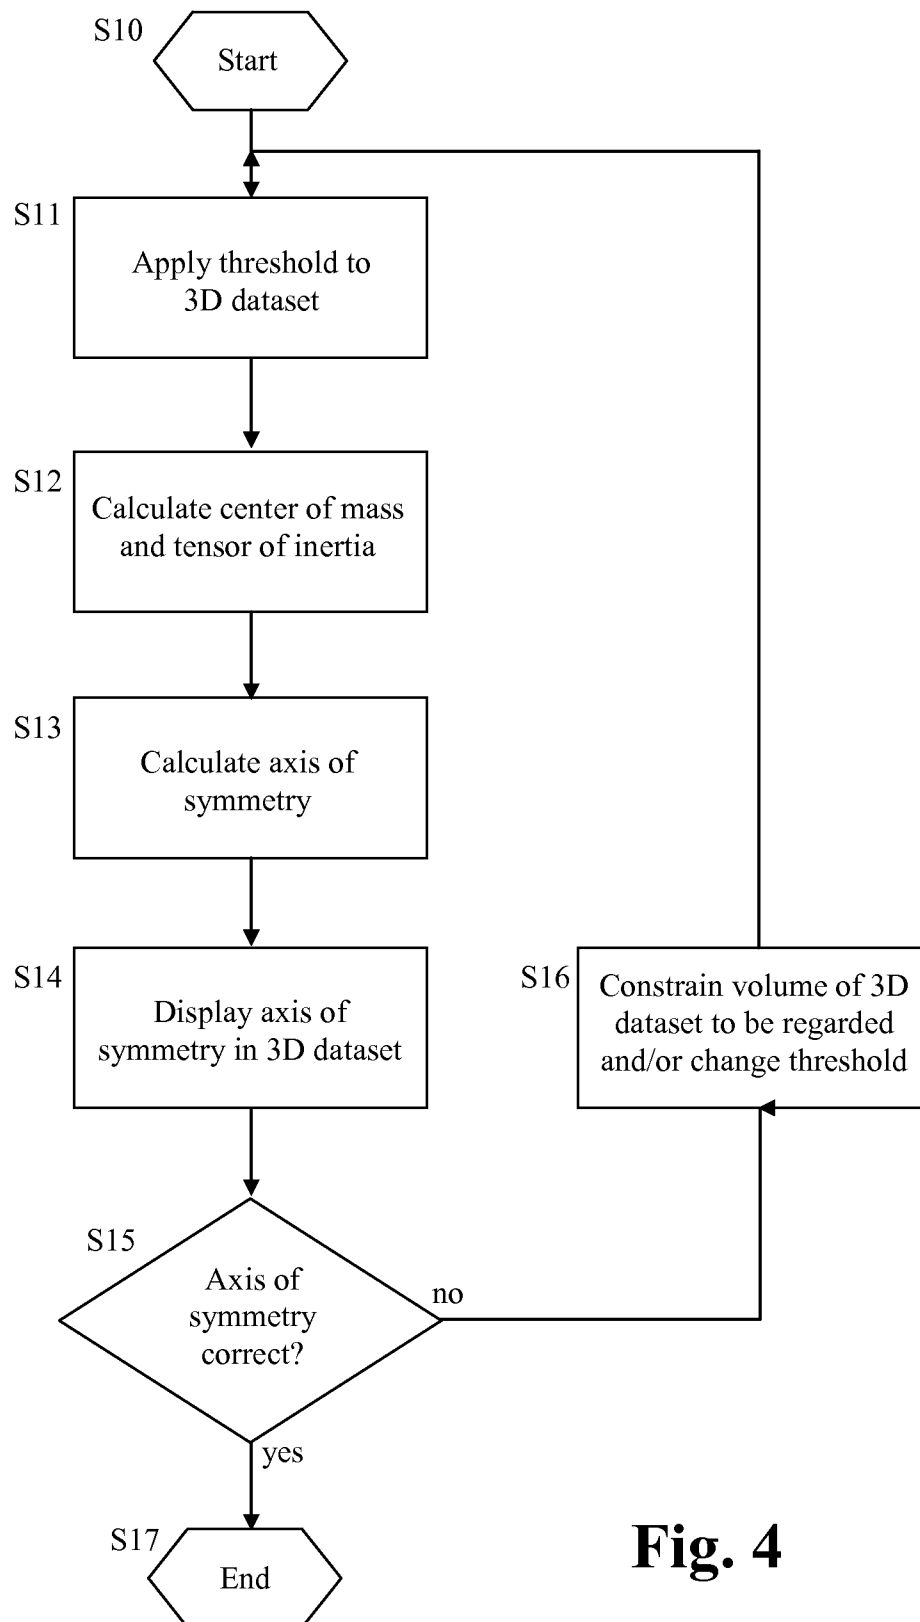 S10
Start
S11
Apply threshold to
3D dataset
S12
Calculate center of mass
and tensor of inertia
S13
Calculate axis of
symmetry
S14
Display axis of
symmetry in 3D dataset
S16
Constrain volume of 3D
dataset to be regarded
and/or change threshold
S15
Axis of
symmetry
correct?
no
yes
S17
End
Fig. 4